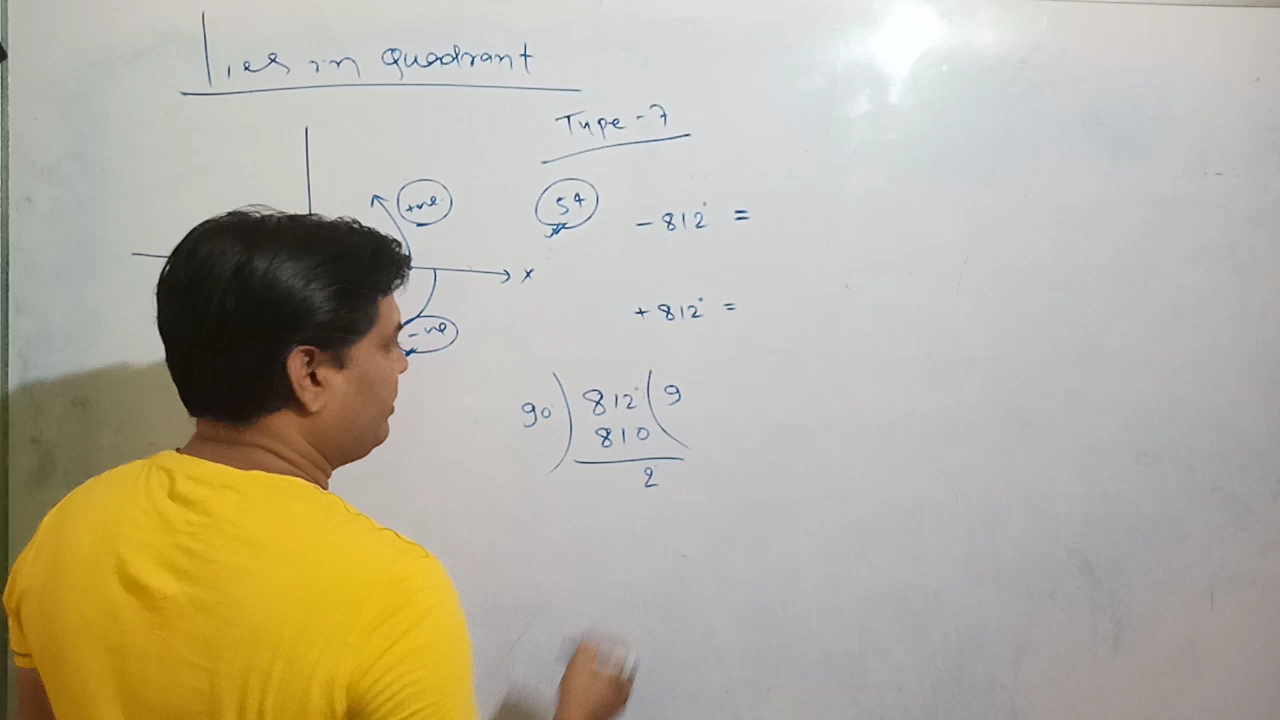 Lies in Quadrant
Type - 7
+ve
54
- 812° =
x
-ve
+ 812° =
90 ) 812 ( 9
810
2